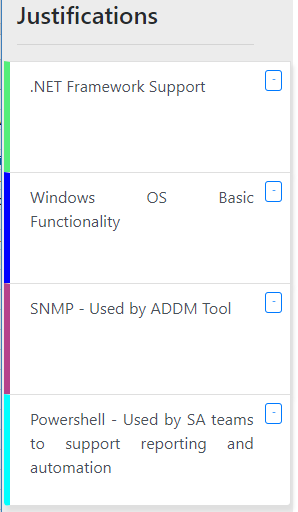 Justifications
.NET Framework Support
-
Windows OS Basic
Functionality
-
SNMP - Used by ADDM Tool
-
Powershell - Used by SA teams
to support reporting and
automation
-